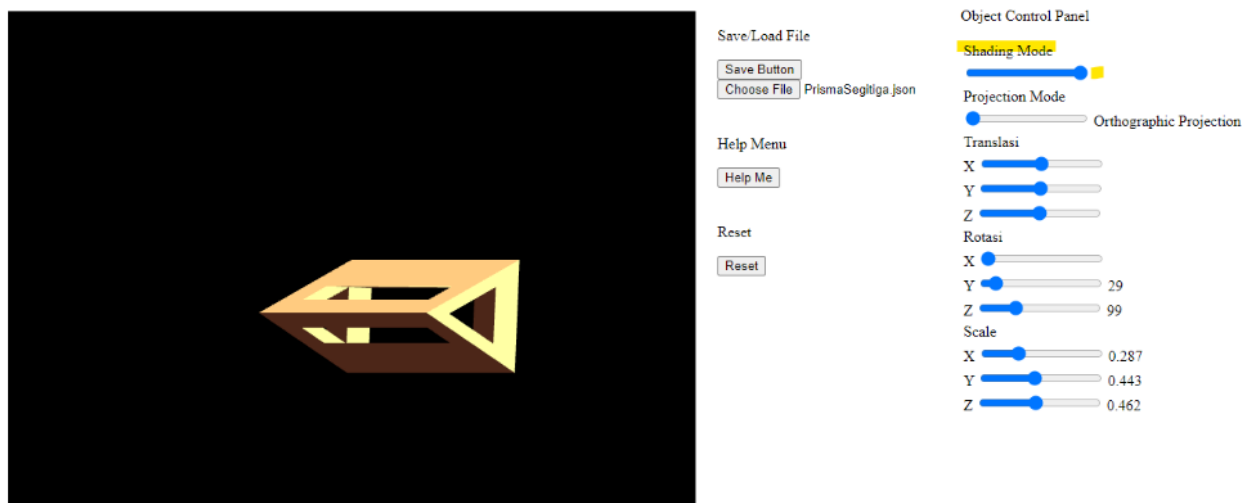 Save/Load File
Save Button
Choose File PrismaSegitiga.json
Help Menu
Help Me
Reset
Reset
Object Control Panel
Shading Mode
Projection Mode
Orthographic Projection
Translasi
X
Y
Z
Rotasi
X
Y 29
Z 99
Scale
X 0.287
Y 0.443
Z 0.462